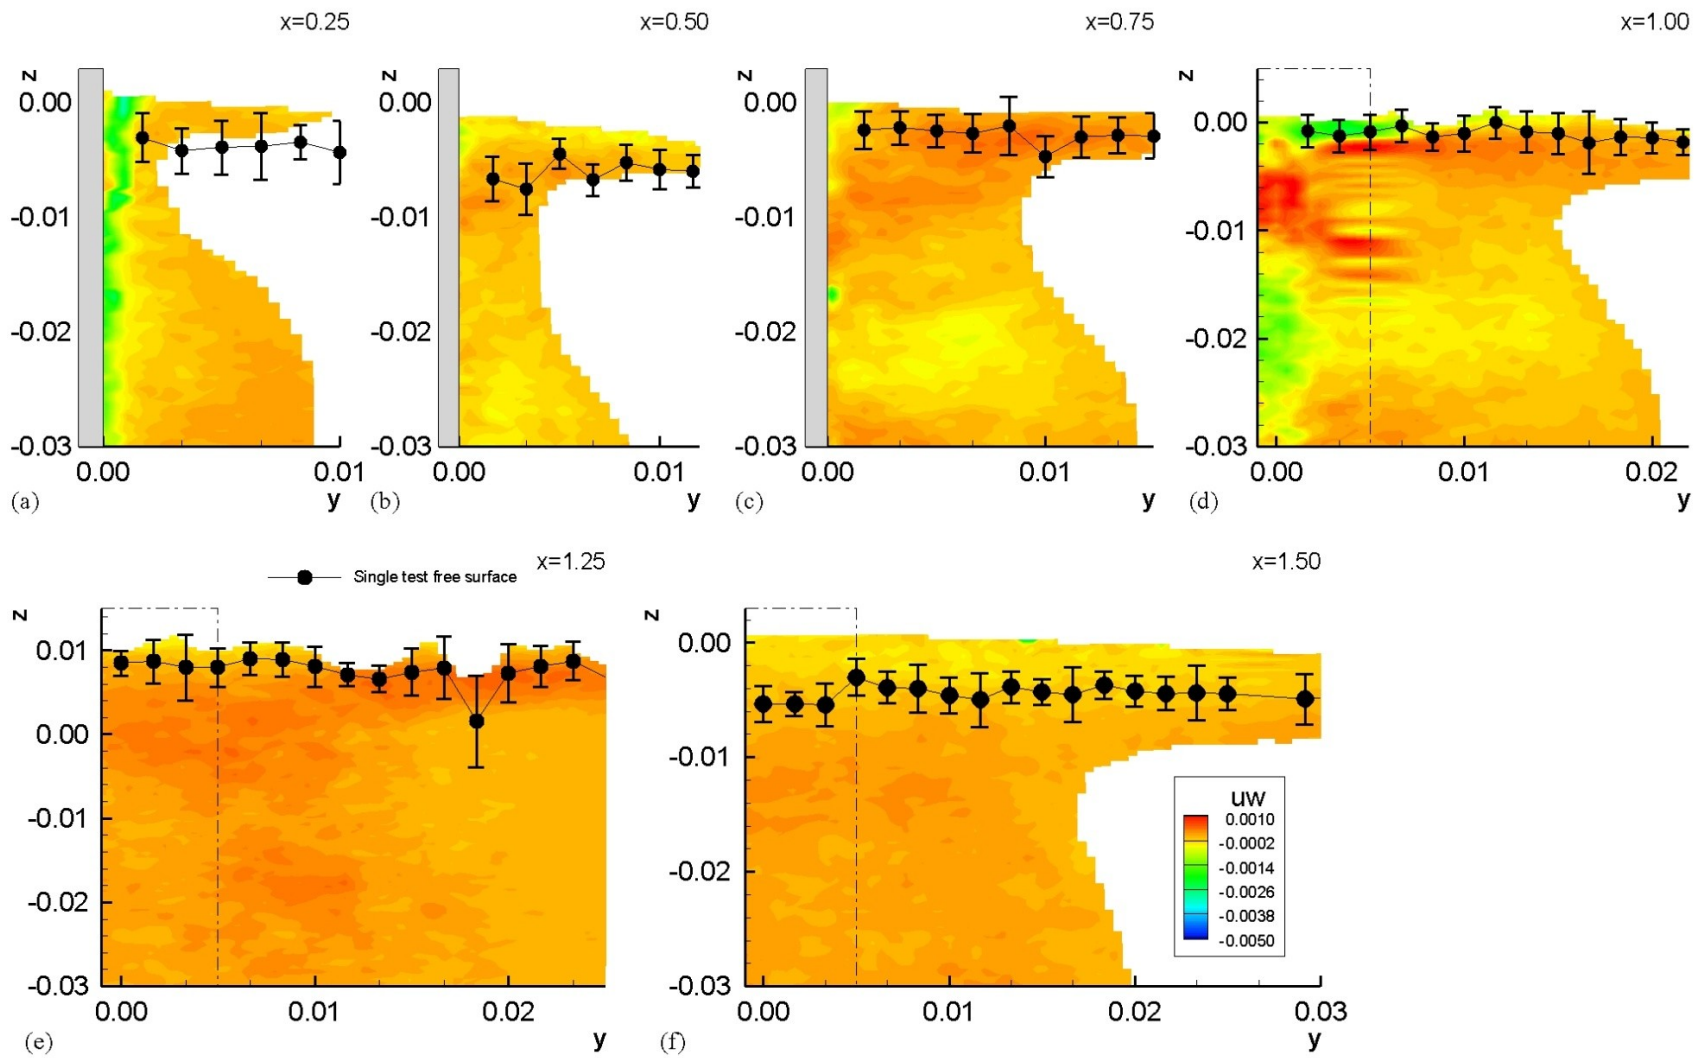 x=0.25
x=0.50
x=0.75
x=1.00
z
0.00
-0.01
-0.02
-0.03
0.00
0.01
y
(a)
z
0.00
-0.01
-0.02
-0.03
0.00
0.01
y
(b)
z
0.00
-0.01
-0.02
-0.03
0.00
0.01
y
(c)
z
0.00
-0.01
-0.02
-0.03
0.00
0.01
0.02
y
(d)
x=1.25
Single test free surface
z
0.01
0.00
-0.01
-0.02
-0.03
0.00
0.01
0.02
y
(e)
x=1.50
z
0.00
-0.01
-0.02
-0.03
0.00
0.01
0.02
0.03
y
(f)
uw
0.0010
-0.0002
-0.0014
-0.0026
-0.0038
-0.0050